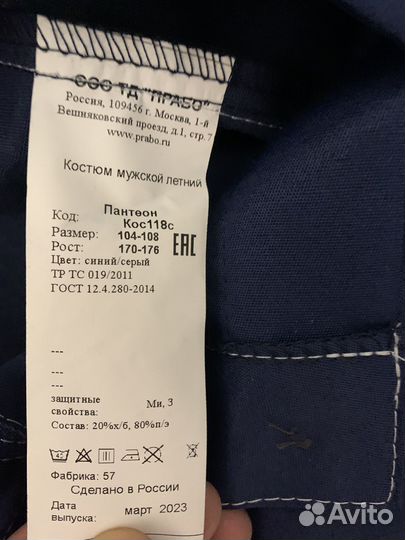 ООО ТД "ПРАБО"
Россия, 109456 г. Москва, 1-й
Вешняковский проезд, д.1, стр.7
www.prabo.ru
Костюм мужской летний
Пантеон
Код: Кос118с
Размер: 104-108
Рост: 170-176
EAC
Цвет: синий/серый
ТР ТС 019/2011
ГОСТ 12.4.280-2014
---
---
---
защитные
свойства: Ми, З
Состав: 20%х/б, 80%п/э
Фабрика: 57
Сделано в России
Дата
выпуска: март 2023
Avito